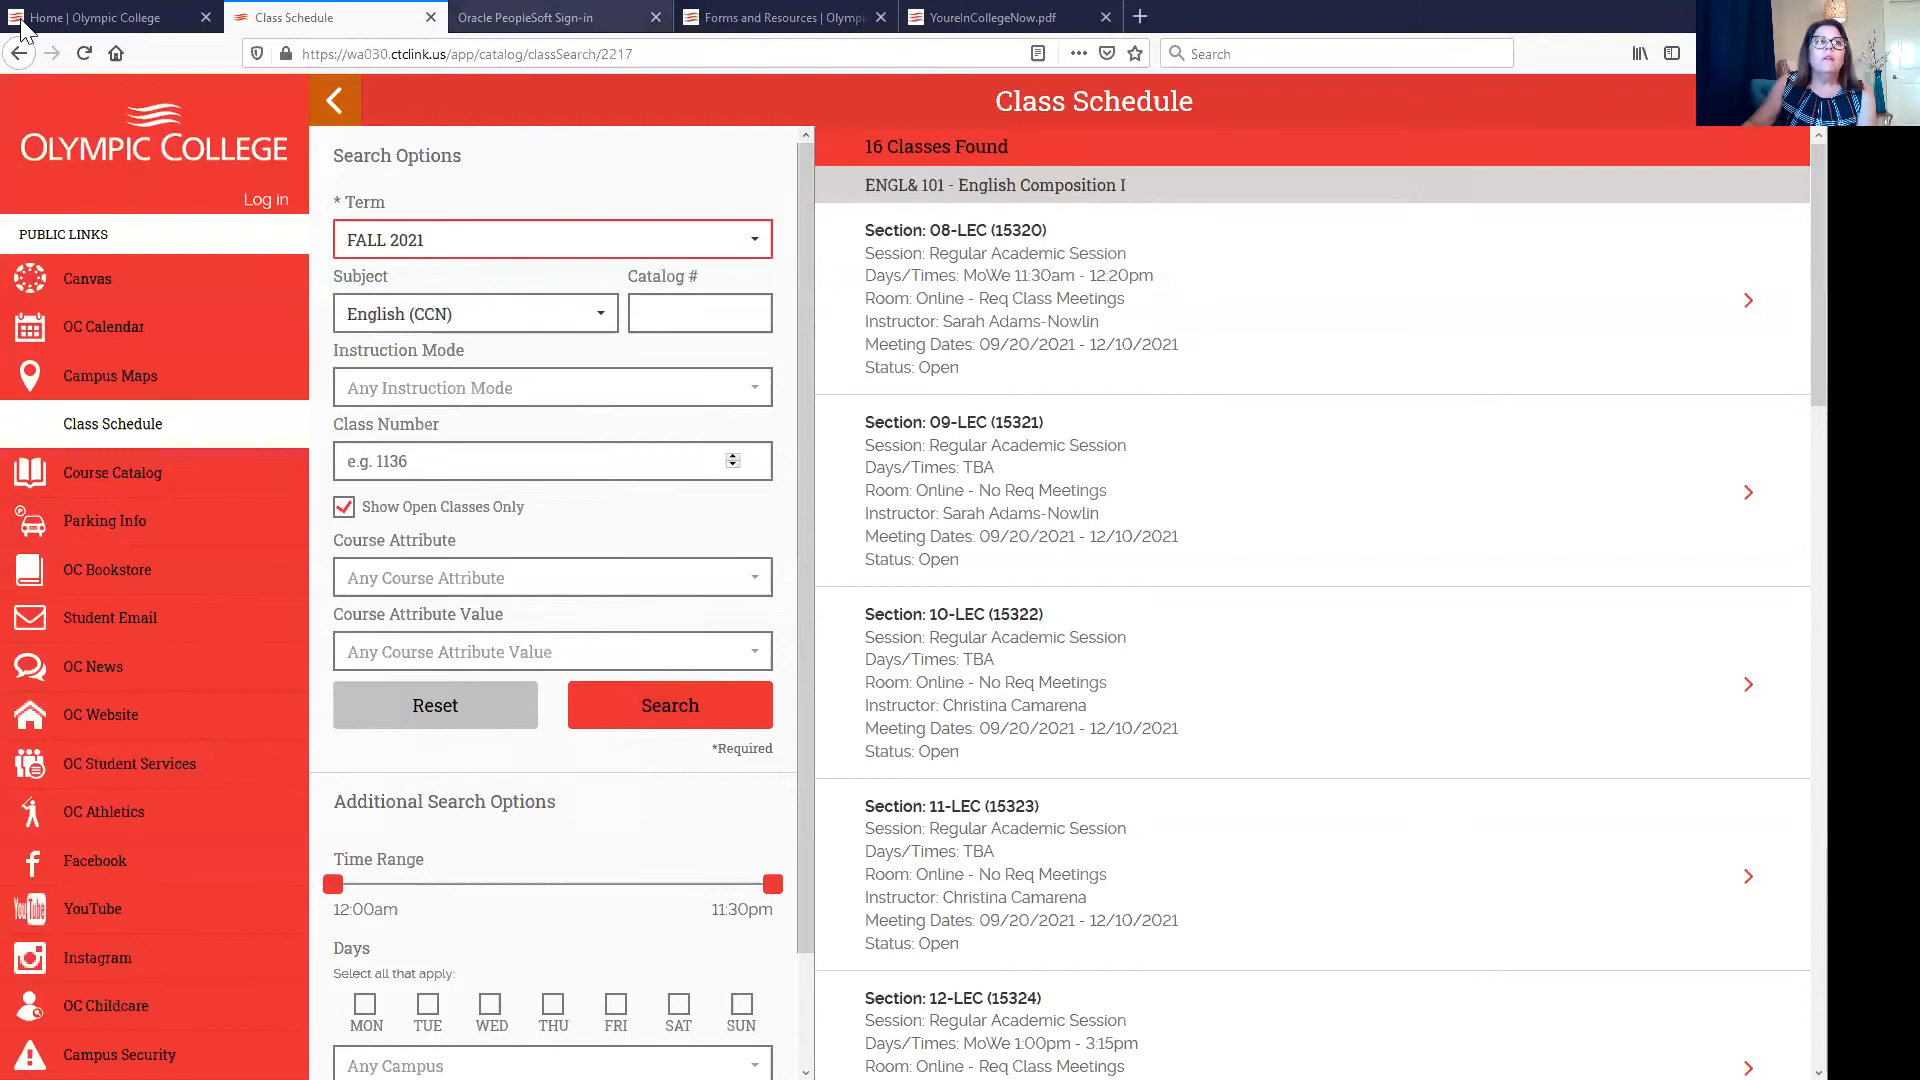 Home | Olympic College
Class Schedule
Oracle PeopleSoft Sign-in
Forms and Resources | Olympi
YoureInCollegeNow.pdf
https://wa030.ctclink.us/app/catalog/classSearch/2217
Search
OLYMPIC COLLEGE
Log in
PUBLIC LINKS
Canvas
OC Calendar
Campus Maps
Class Schedule
Course Catalog
Parking Info
OC Bookstore
Student Email
OC News
OC Website
OC Student Services
OC Athletics
Facebook
YouTube
Instagram
OC Childcare
Campus Security
Class Schedule
Search Options
* Term
FALL 2021
Subject
Catalog #
English (CCN)
Instruction Mode
Any Instruction Mode
Class Number
e.g. 1136
Show Open Classes Only
Course Attribute
Any Course Attribute
Course Attribute Value
Any Course Attribute Value
Reset
Search
*Required
Additional Search Options
Time Range
12:00am
11:30pm
Days
Select all that apply:
MON TUE WED THU FRI SAT SUN
Any Campus
16 Classes Found
ENGL& 101 - English Composition I
Section: 08-LEC (15320)
Session: Regular Academic Session
Days/Times: MoWe 11:30am - 12:20pm
Room: Online - Req Class Meetings
Instructor: Sarah Adams-Nowlin
Meeting Dates: 09/20/2021 - 12/10/2021
Status: Open
Section: 09-LEC (15321)
Session: Regular Academic Session
Days/Times: TBA
Room: Online - No Req Meetings
Instructor: Sarah Adams-Nowlin
Meeting Dates: 09/20/2021 - 12/10/2021
Status: Open
Section: 10-LEC (15322)
Session: Regular Academic Session
Days/Times: TBA
Room: Online - No Req Meetings
Instructor: Christina Camarena
Meeting Dates: 09/20/2021 - 12/10/2021
Status: Open
Section: 11-LEC (15323)
Session: Regular Academic Session
Days/Times: TBA
Room: Online - No Req Meetings
Instructor: Christina Camarena
Meeting Dates: 09/20/2021 - 12/10/2021
Status: Open
Section: 12-LEC (15324)
Session: Regular Academic Session
Days/Times: MoWe 1:00pm - 3:15pm
Room: Online - Req Class Meetings